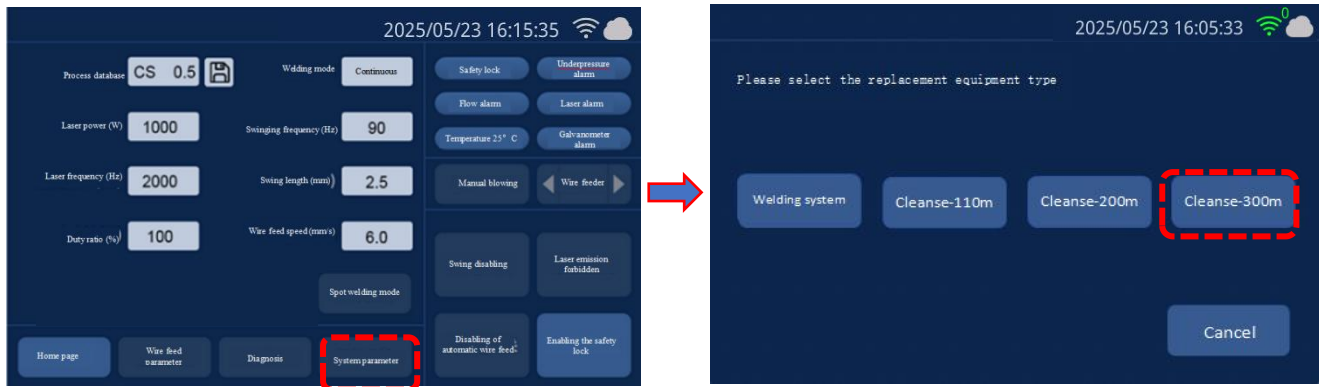 2025/05/23 16:15:35
Process database CS 0.5
Welding mode Continuous
Laser power (W) 1000
Swinging frequency (Hz) 90
Laser frequency (Hz) 2000
Swing length (mm) 2.5
Duty ratio (%) 100
Wire feed speed (mm/s) 6.0
Spot welding mode
Safety lock
Underpressure
alarm
Flow alarm
Laser alarm
Temperature 25° C
Galvanometer
alarm
Manual blowing
Wire feeder
Swing disabling
Laser emission
forbidden
Disabling of
automatic wire feed
Enabling the safety
lock
Home page
Wire feed
parameter
Diagnosis
System parameter
2025/05/23 16:05:33
0
Please select the replacement equipment type
Welding system
Cleanse-110m
Cleanse-200m
Cleanse-300m
Cancel